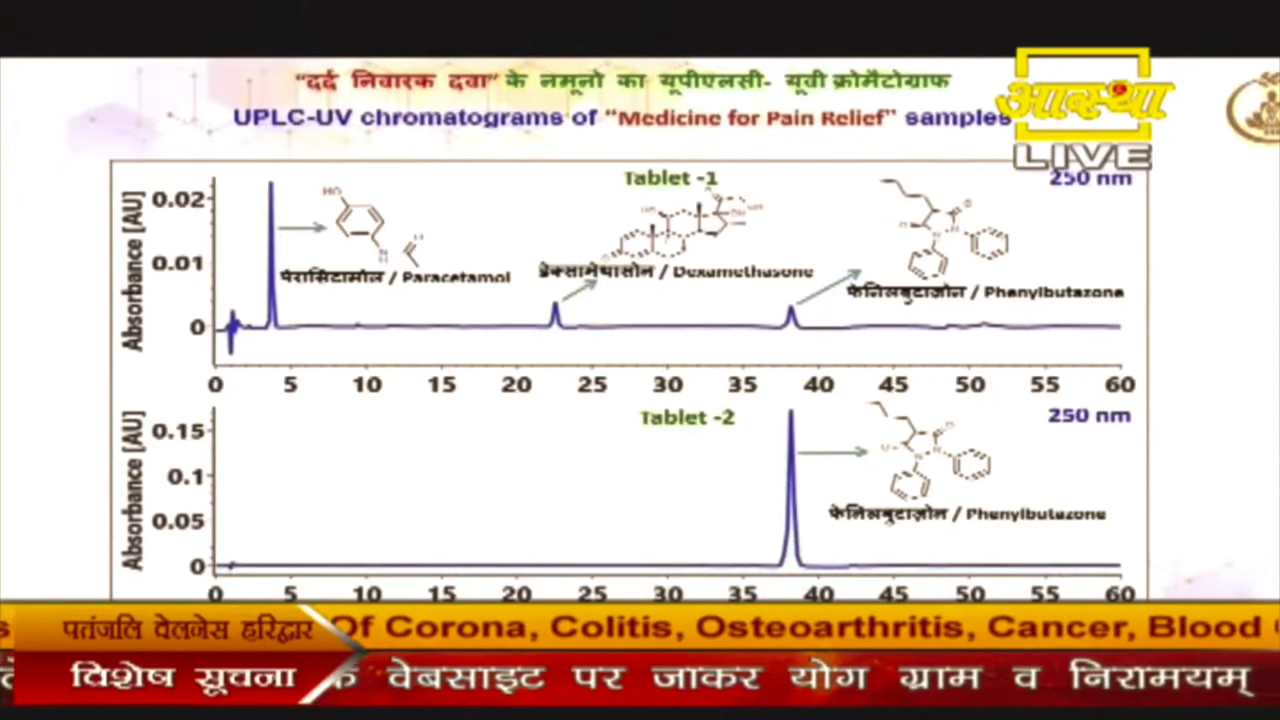 “दर्द निवारक दवा” के नमूनो का यूपीएलसी- यूवी क्रोमैटोग्राफ
UPLC-UV chromatograms of “Medicine for Pain Relief” samples
आस्था
LIVE
Tablet -1
250 nm
Absorbance [AU]
0.02
0.01
0
पैरासिटामोल / Paracetamol
डेक्सामेथासोन / Dexamethasone
फेनिलबुटाज़ोन / Phenylbutazone
0 5 10 15 20 25 30 35 40 45 50 55 60
Tablet -2
250 nm
Absorbance [AU]
0.15
0.1
0.05
0
फेनिलबुटाज़ोन / Phenylbutazone
0 5 10 15 20 25 30 35 40 45 50 55 60
पतंजलि वेलनेस हरिद्वार Of Corona, Colitis, Osteoarthritis, Cancer, Blood
विशेष सूचना के वेबसाइट पर जाकर योग ग्राम व निरामयम्